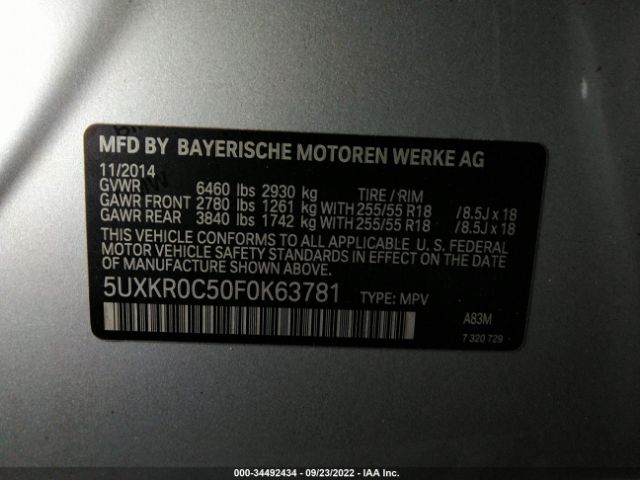 MFD BY BAYERISCHE MOTOREN WERKE AG
11/2014
GVWR 6460 lbs 2930 kg TIRE / RIM
GAWR FRONT 2780 lbs 1261 kg WITH 255/55 R18 /8.5J x 18
GAWR REAR 3840 lbs 1742 kg WITH 255/55 R18 /8.5J x 18
THIS VEHICLE CONFORMS TO ALL APPLICABLE U. S. FEDERAL
MOTOR VEHICLE SAFETY STANDARDS IN EFFECT ON THE DATE
OF MANUFACTURE SHOWN ABOVE.
5UXKR0C50F0K63781 TYPE: MPV
A83M
7 320 729
000-34492434 - 09/23/2022 - IAA Inc.